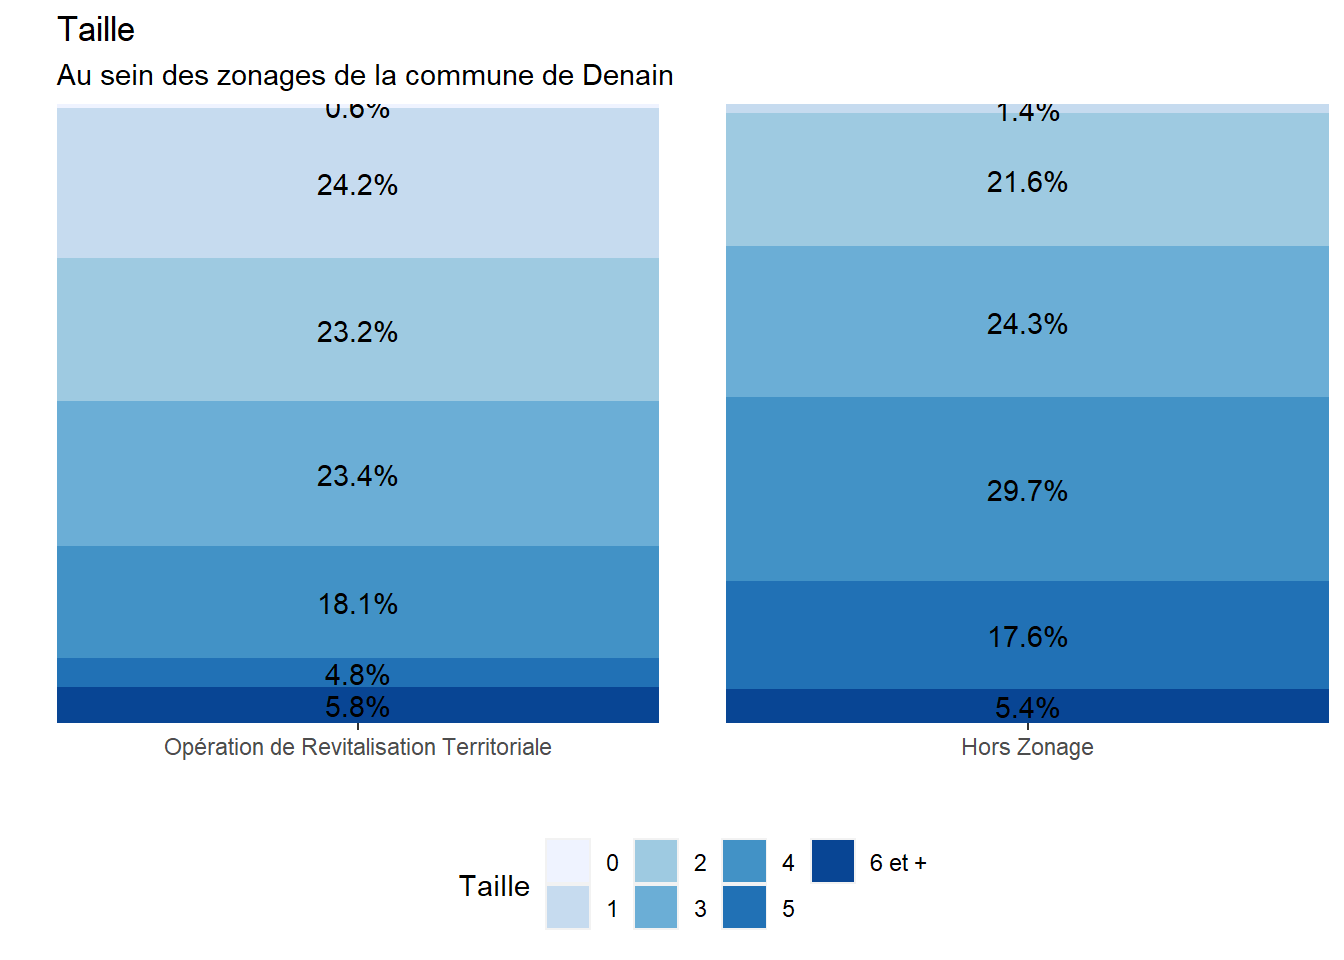 Taille
Au sein des zonages de la commune de Denain
0.6%
1.4%
24.2%
21.6%
23.2%
24.3%
23.4%
29.7%
18.1%
17.6%
4.8%
5.8%
5.4%
Opération de Revitalisation Territoriale
Hors Zonage
Taille
0 2 4 6 et +
1 3 5